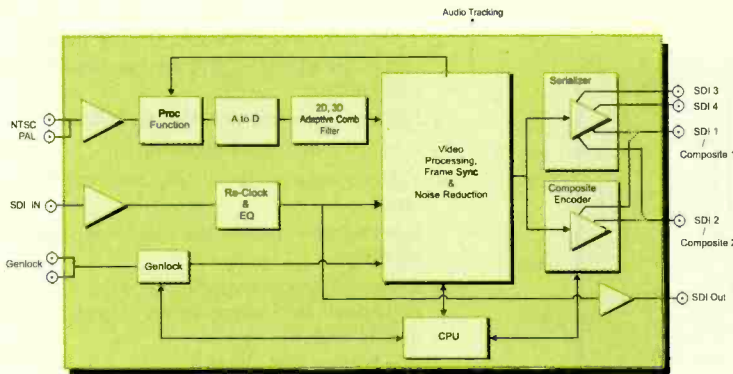 Audio Tracking
NTSC
PAL
Proc
Function
A to D
2D, 3D
Adaptive Comb
Filter
Video
Processing,
Frame Sync
&
Noise Reduction
Serializer
SDI 3
SDI 4
SDI 1
/
Composite 1
SDI IN
Re-Clock
&
EQ
Composite
Encoder
SDI 2
/
Composite 2
Genlock
Genlock
CPU
SDI Out